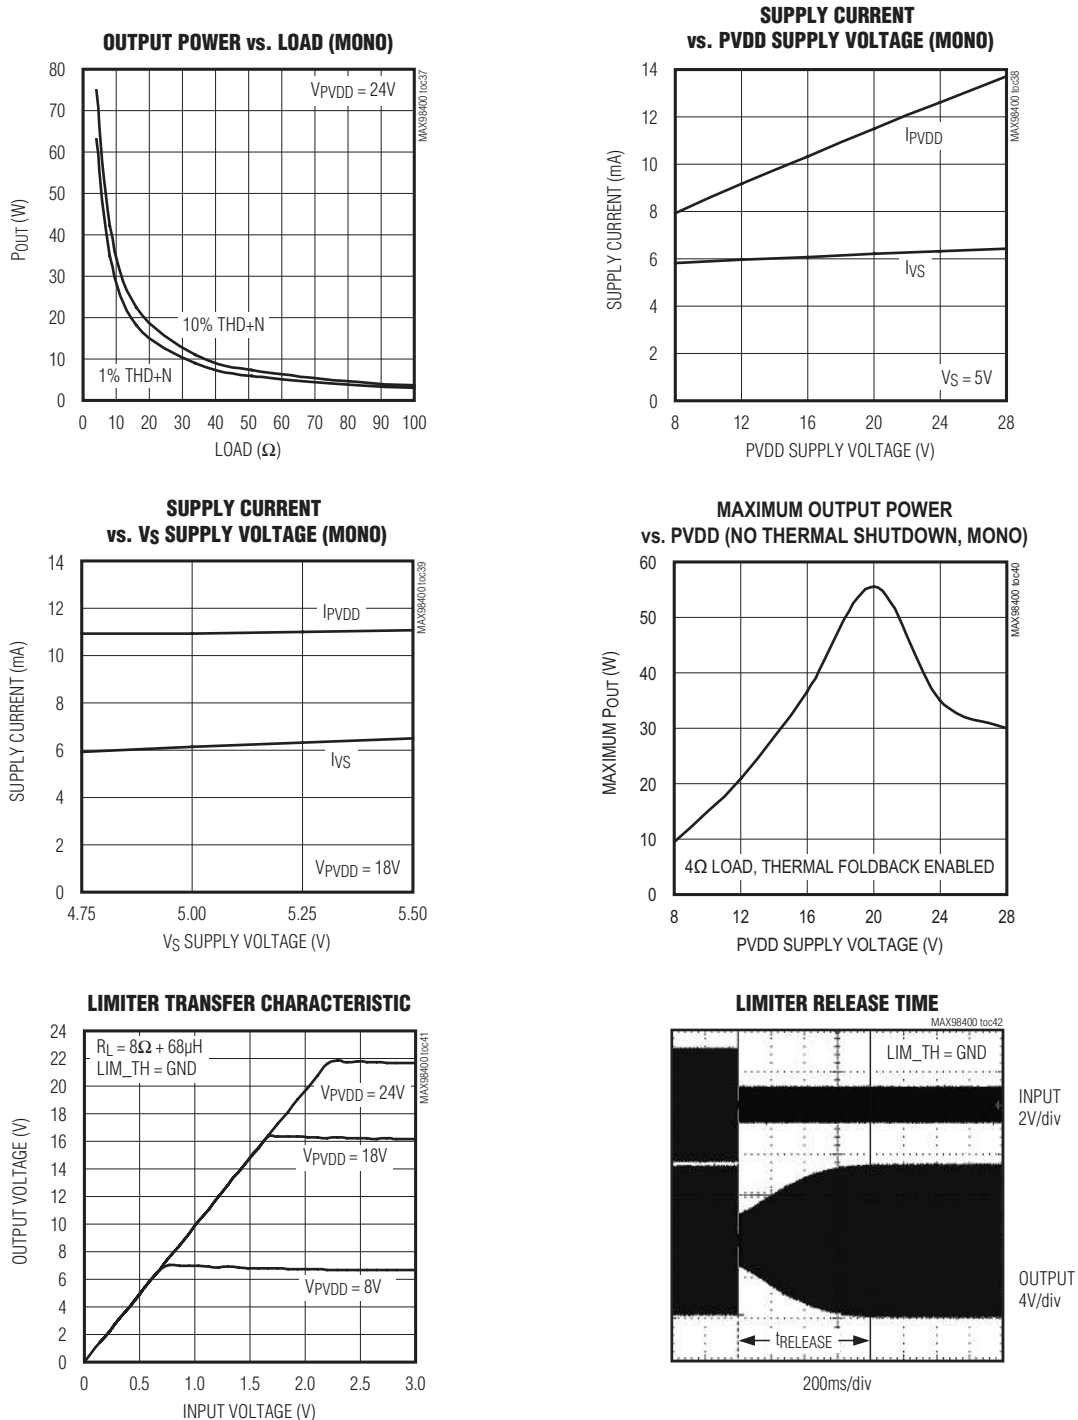 OUTPUT POWER vs. LOAD (MONO)
MAX98400 toc37
VPVDD = 24V
80
70
60
50
40
30
20
10
0
POUT (W)
10% THD+N
1% THD+N
0 10 20 30 40 50 60 70 80 90 100
LOAD (Ω)
SUPPLY CURRENT
vs. PVDD SUPPLY VOLTAGE (MONO)
MAX98400 toc38
14
12
10
8
6
4
2
0
SUPPLY CURRENT (mA)
IPVDD
IVS
VS = 5V
8 12 16 20 24 28
PVDD SUPPLY VOLTAGE (V)
SUPPLY CURRENT
vs. VS SUPPLY VOLTAGE (MONO)
MAX98400 toc39
14
12
10
8
6
4
2
0
SUPPLY CURRENT (mA)
IPVDD
IVS
VPVDD = 18V
4.75 5.00 5.25 5.50
VS SUPPLY VOLTAGE (V)
MAXIMUM OUTPUT POWER
vs. PVDD (NO THERMAL SHUTDOWN, MONO)
MAX98400 toc40
60
50
40
30
20
10
0
MAXIMUM POUT (W)
4Ω LOAD, THERMAL FOLDBACK ENABLED
8 12 16 20 24 28
PVDD SUPPLY VOLTAGE (V)
LIMITER TRANSFER CHARACTERISTIC
MAX98400 toc41
24
22
20
18
16
14
12
10
8
6
4
2
0
OUTPUT VOLTAGE (V)
RL = 8Ω + 68µH
LIM_TH = GND
VPVDD = 24V
VPVDD = 18V
VPVDD = 8V
0 0.5 1.0 1.5 2.0 2.5 3.0
INPUT VOLTAGE (V)
LIMITER RELEASE TIME
MAX98400 toc42
LIM_TH = GND
INPUT
2V/div
OUTPUT
4V/div
tRELEASE
200ms/div